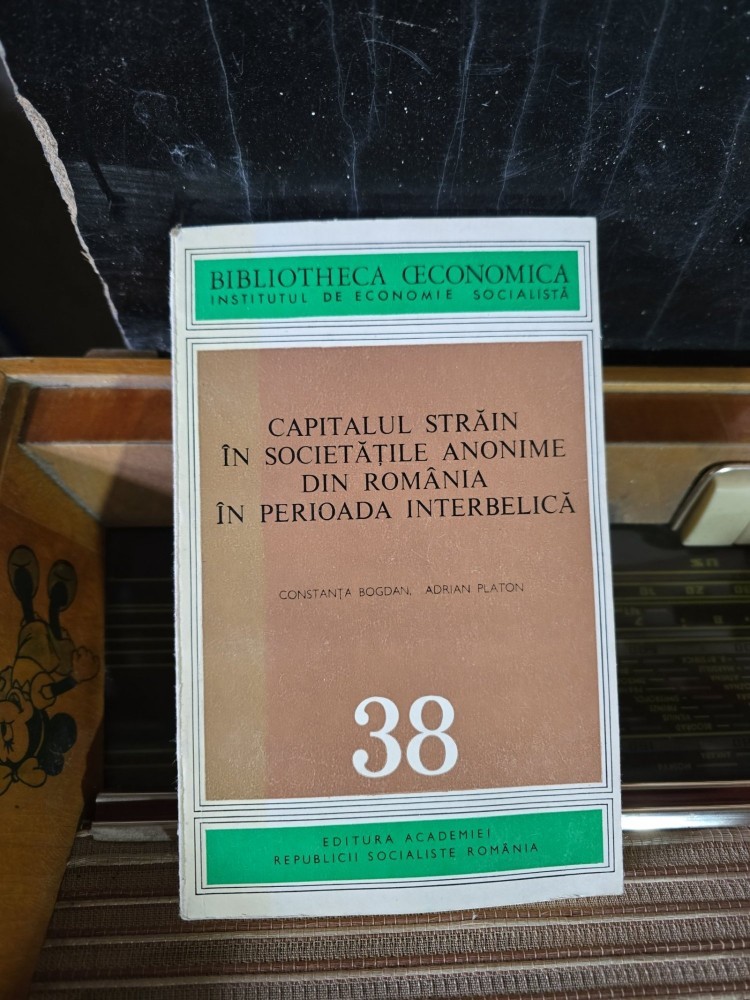 BIBLIOTHECA ŒCONOMICA
INSTITUTUL DE ECONOMIE SOCIALISTĂ
CAPITALUL STRĂIN
ÎN SOCIETĂȚILE ANONIME
DIN ROMÂNIA
ÎN PERIOADA INTERBELICĂ
CONSTANȚA BOGDAN, ADRIAN PLATON
38
EDITURA ACADEMIEI
REPUBLICII SOCIALISTE ROMÂNIA